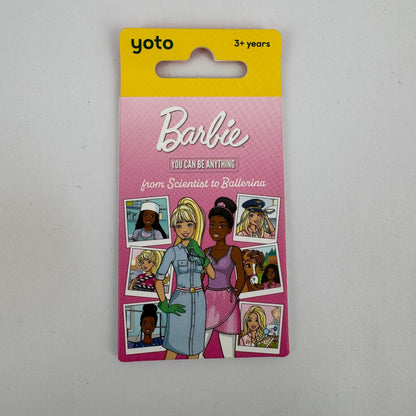 yoto
3+ years
Barbie
YOU CAN BE ANYTHING
from Scientist to Ballerina